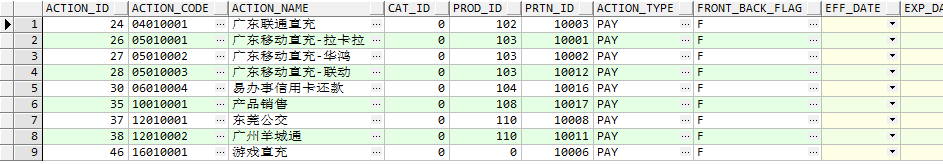 ACTION_ID ACTION_CODE ACTION_NAME CAT_ID PROD_ID PRTN_ID ACTION_TYPE FRONT_BACK_FLAG EFF_DATE EXP_DA
1 24 04010001 ... 广东联通直充 ... 0 102 10003 PAY ... F ...
2 26 05010001 ... 广东移动直充-拉卡拉 ... 0 103 10001 PAY ... F ...
3 27 05010002 ... 广东移动直充-华鸿 ... 0 103 10002 PAY ... F ...
4 28 05010003 ... 广东移动直充-联动 ... 0 103 10012 PAY ... F ...
5 30 06010004 ... 易办事信用卡还款 ... 0 104 10016 PAY ... F ...
6 35 10010001 ... 产品销售 ... 0 108 10017 PAY ... F ...
7 37 12010001 ... 东莞公交 ... 0 110 10008 PAY ... F ...
8 38 12010002 ... 广州羊城通 ... 0 110 10011 PAY ... F ...
9 46 16010001 ... 游戏直充 ... 0 0 10006 PAY ... F ...